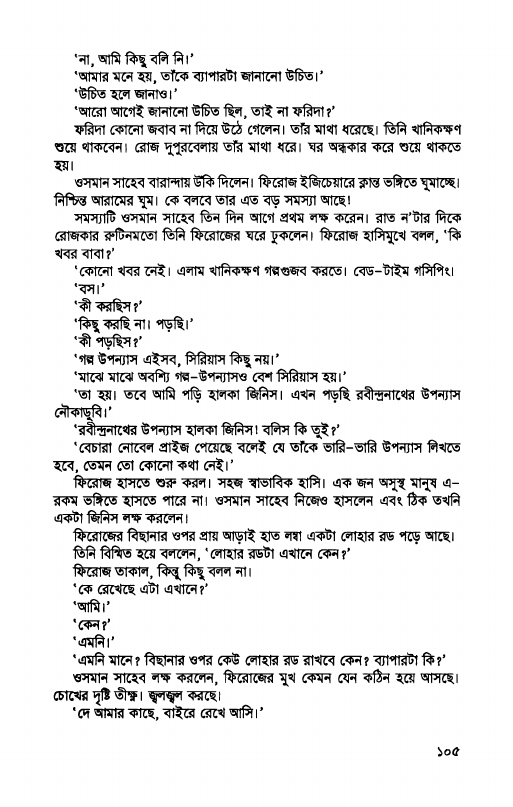 ‘না, আমি কিছু বলি নি।’
‘আমার মনে হয়, তাঁকে ব্যাপারটা জানানো উচিত।’
‘উচিত হলে জানাও।’
‘আরো আগেই জানানো উচিত ছিল, তাই না ফরিদা?’
ফরিদা কোনো জবাব না দিয়ে উঠে গেলেন। তাঁর মাথা ধরেছে। তিনি খানিকক্ষণ
শুয়ে থাকবেন। রোজ দুপুরবেলায় তাঁর মাথা ধরে। ঘর অন্ধকার করে শুয়ে থাকতে
হয়।
ওসমান সাহেব বারান্দায় উঁকি দিলেন। ফিরোজ ইজিচেয়ারে ক্লান্ত ভঙ্গিতে ঘুমাচ্ছে।
নিশ্চিন্ত আরামের ঘুম। কে বলবে তার এত বড় সমস্যা আছে!
সমস্যাটি ওসমান সাহেব তিন দিন আগে প্রথম লক্ষ করেন। রাত ন’টার দিকে
রোজকার রুটিনমতো তিনি ফিরোজের ঘরে ঢুকলেন। ফিরোজ হাসিমুখে বলল, ‘কি
খবর বাবা?’
‘কোনো খবর নেই। এলাম খানিকক্ষণ গল্পগুজব করতে। বেড-টাইম গসিপিং।
‘বস।’
‘কী করছিস?’
‘কিছু করছি না। পড়ছি।’
‘কী পড়ছিস?’
‘গল্প উপন্যাস এইসব, সিরিয়াস কিছু নয়।’
‘মাঝে মাঝে অবশ্যি গল্প-উপন্যাসও বেশ সিরিয়াস হয়।’
‘তা হয়। তবে আমি পড়ি হালকা জিনিস। এখন পড়ছি রবীন্দ্রনাথের উপন্যাস
নৌকাডুবি।’
‘রবীন্দ্রনাথের উপন্যাস হালকা জিনিস! বলিস কি তুই?’
‘বেচারা নোবেল প্রাইজ পেয়েছে বলেই যে তাঁকে ভারি-ভারি উপন্যাস লিখতে
হবে, তেমন তো কোনো কথা নেই।’
ফিরোজ হাসতে শুরু করল। সহজ স্বাভাবিক হাসি। এক জন অসুস্থ মানুষ এ-
রকম ভঙ্গিতে হাসতে পারে না। ওসমান সাহেব নিজেও হাসলেন এবং ঠিক তখনি
একটা জিনিস লক্ষ করলেন।
ফিরোজের বিছানার ওপর প্রায় আড়াই হাত লম্বা একটা লোহার রড পড়ে আছে।
তিনি বিস্মিত হয়ে বললেন, ‘লোহার রডটা এখানে কেন?’
ফিরোজ তাকাল, কিন্তু কিছু বলল না।
‘কে রেখেছে এটা এখানে?’
‘আমি।’
‘কেন?’
‘এমনি।’
‘এমনি মানে? বিছানার ওপর কেউ লোহার রড রাখবে কেন? ব্যাপারটা কি?’
ওসমান সাহেব লক্ষ করলেন, ফিরোজের মুখ কেমন যেন কঠিন হয়ে আসছে।
চোখের দৃষ্টি তীক্ষ্ণ। জ্বলজ্বল করছে।
‘দে আমার কাছে, বাইরে রেখে আসি।’
১০৫